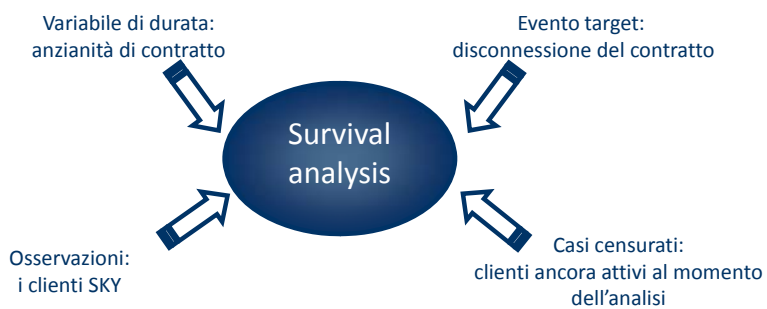 Variabile di durata:
anzianità di contratto
Evento target:
disconnessione del contratto
Survival
analysis
Osservazioni:
i clienti SKY
Casi censurati:
clienti ancora attivi al momento
dell'analisi